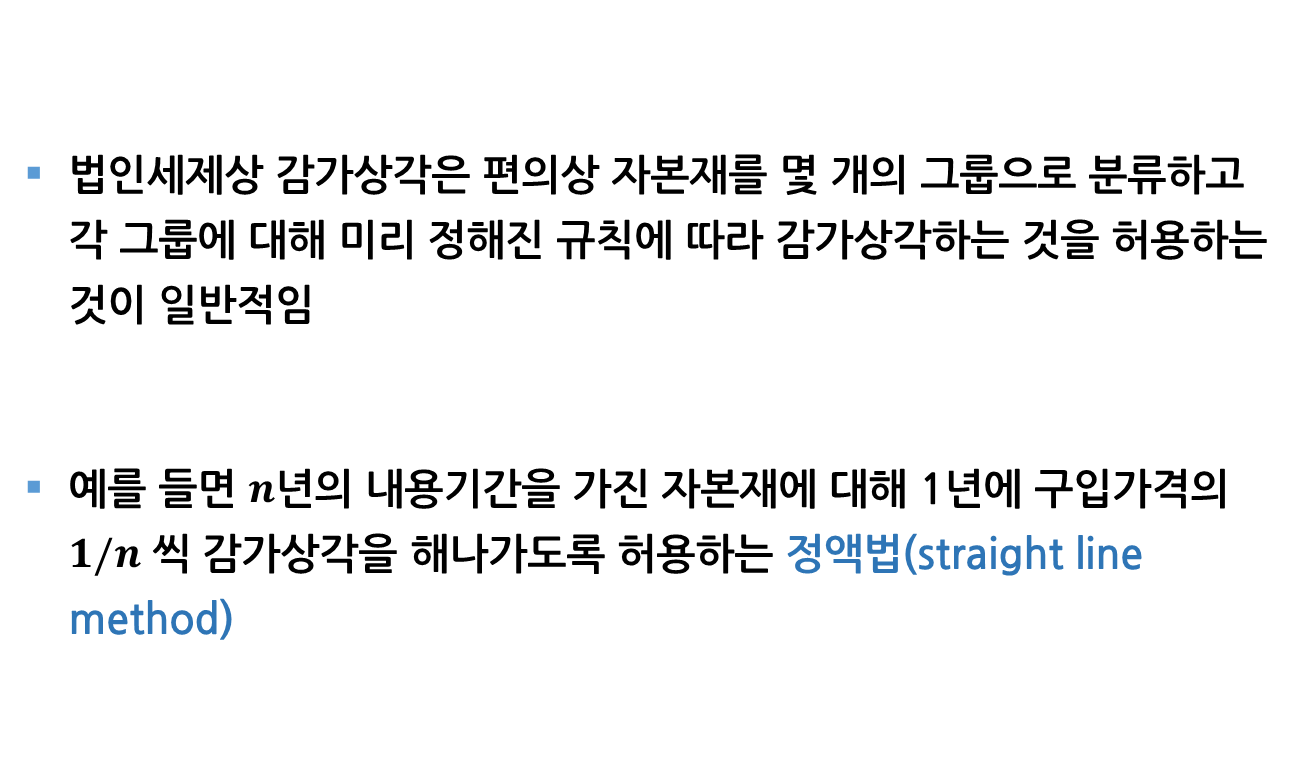 ▪ 법인세제상 감가상각은 편의상 자본재를 몇 개의 그룹으로 분류하고
각 그룹에 대해 미리 정해진 규칙에 따라 감가상각하는 것을 허용하는
것이 일반적임
▪ 예를 들면 n년의 내용기간을 가진 자본재에 대해 1년에 구입가격의
1/n 씩 감가상각을 해나가도록 허용하는 정액법(straight line
method)